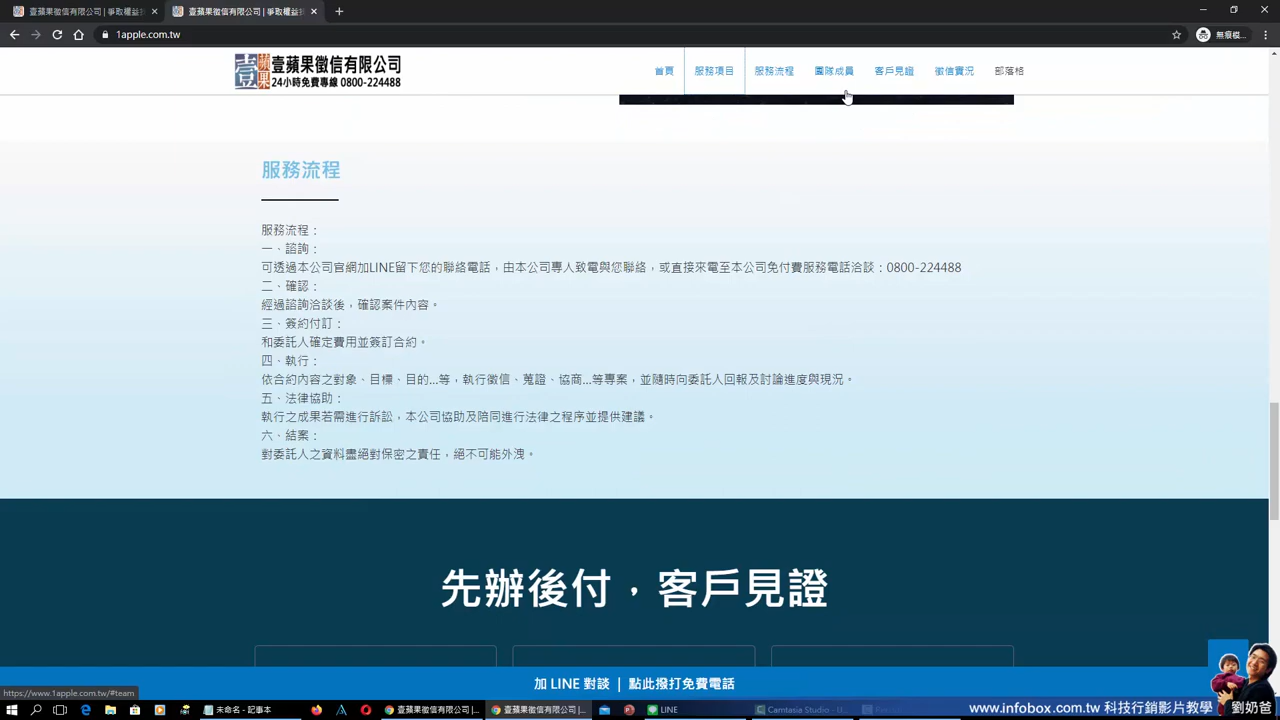 壹蘋果徵信有限公司 | 爭取權益技
壹蘋果徵信有限公司 | 爭取權益技
1apple.com.tw
無痕模...
壹蘋果
壹蘋果徵信有限公司
24小時免費專線 0800-224488
首頁
服務項目
服務流程
團隊成員
客戶見證
徵信實況
部落格
服務流程
服務流程：
一、諮詢：
可透過本公司官網加LINE留下您的聯絡電話，由本公司專人致電與您聯絡，或直接來電至本公司免付費服務電話洽談：0800-224488
二、確認：
經過諮詢洽談後，確認案件內容。
三、簽約付訂：
和委託人確定費用並簽訂合約。
四、執行：
依合約內容之對象、目標、目的...等，執行徵信、蒐證、協商...等專案，並隨時向委託人回報及討論進度與現況。
五、法律協助：
執行之成果若需進行訴訟，本公司協助及陪同進行法律之程序並提供建議。
六、結案：
對委託人之資料盡絕對保密之責任，絕不可能外洩。
先辦後付，客戶見證
加 LINE 對談 | 點此撥打免費電話
https://www.1apple.com.tw/#team
未命名 - 記事本
壹蘋果徵信有限公司 |...
壹蘋果徵信有限公司 |...
LINE
Camtasia Studio - U...
www.infobox.com.tw 科技行銷影片教學